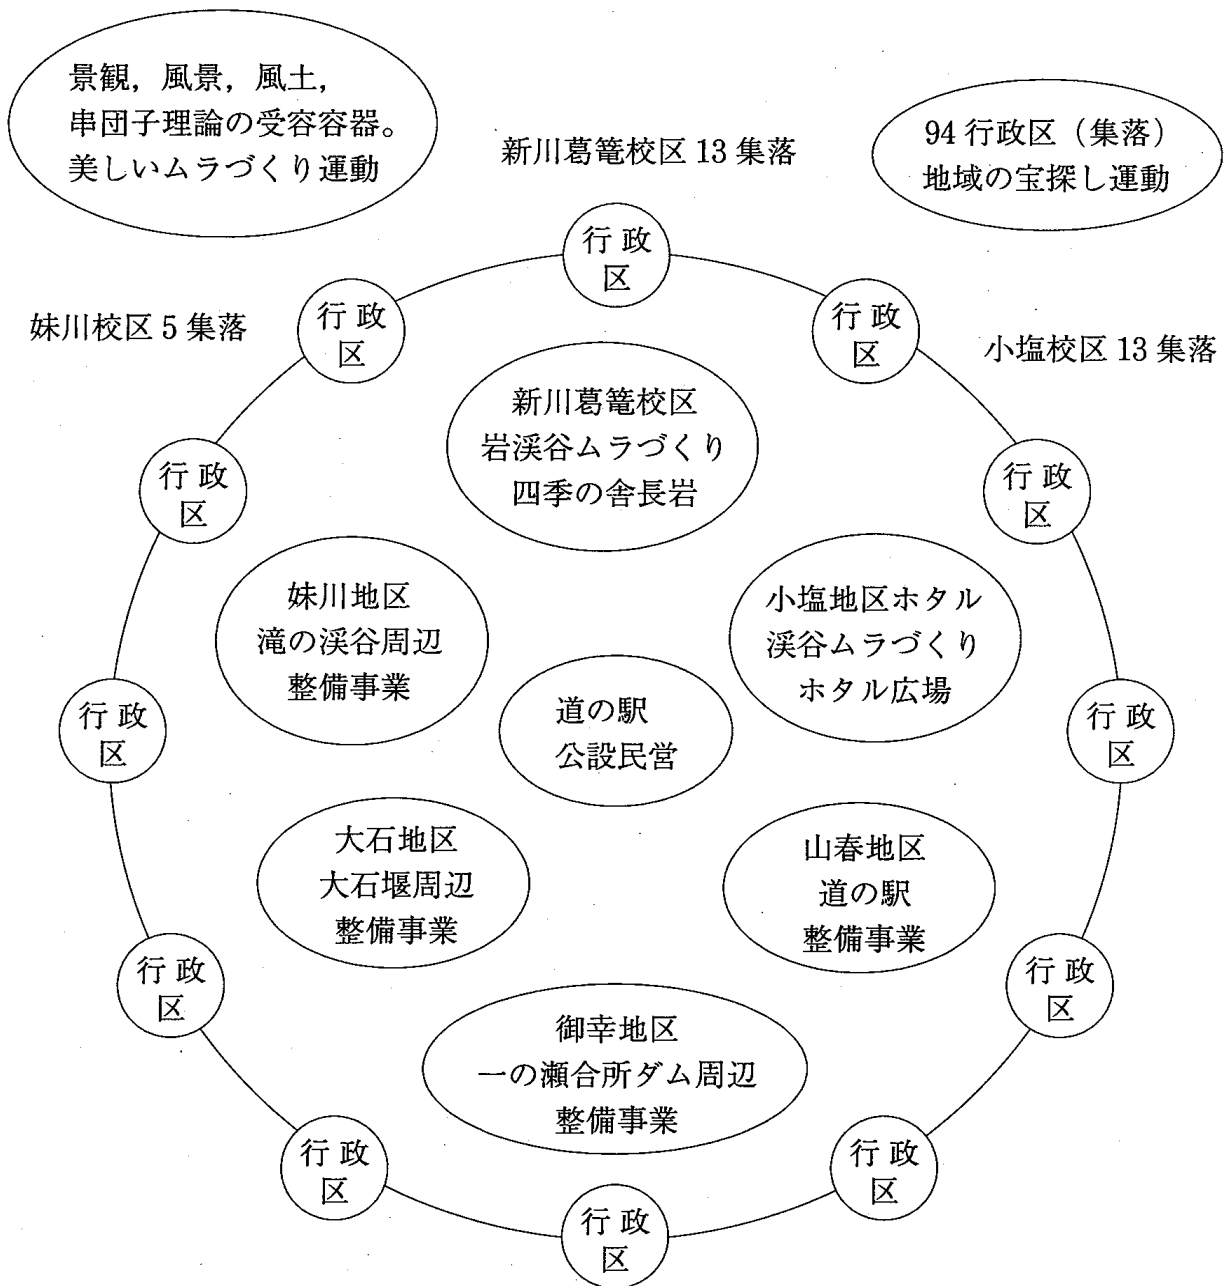 景観，風景，風土，
串団子理論の受容容器。
美しいムラづくり運動
94 行政区（集落）
地域の宝探し運動
新川葛篭校区 13 集落
妹川校区 5 集落
小塩校区 13 集落
行 政
区
行 政
区
行 政
区
行 政
区
行 政
区
新川葛篭校区
岩渓谷ムラづくり
四季の舎長岩
妹川地区
滝の渓谷周辺
整備事業
小塩地区ホタル
渓谷ムラづくり
ホタル広場
行 政
区
道の駅
公設民営
行 政
区
大石地区
大石堰周辺
整備事業
山春地区
道の駅
整備事業
行 政
区
行 政
区
御幸地区
一の瀬合所ダム周辺
整備事業
行 政
区
行 政
区
行 政
区